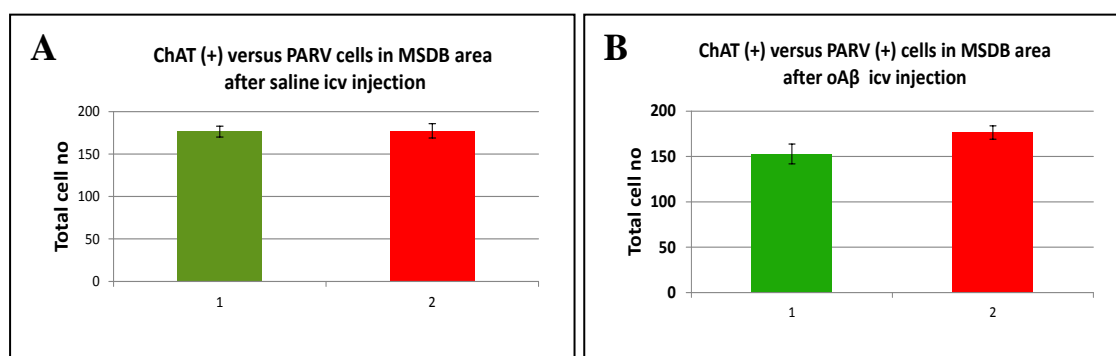 A
ChAT (+) versus PARV cells in MSDB area
after saline icv injection
Total cell no
200
150
100
50
0
1
2
B
ChAT (+) versus PARV (+) cells in MSDB area
after oAβ icv injection
Total cell no
200
150
100
50
0
1
2